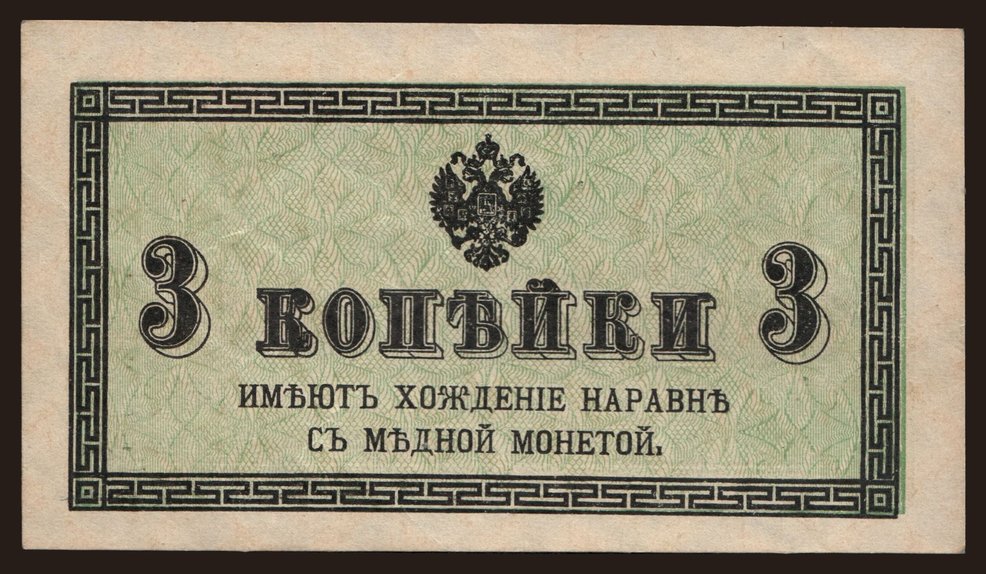 3 КОПѢЙКИ 3
ИМѢЮТЪ ХОЖДЕНІЕ НАРАВНѢ
СЪ МѢДНОЙ МОНЕТОЙ.